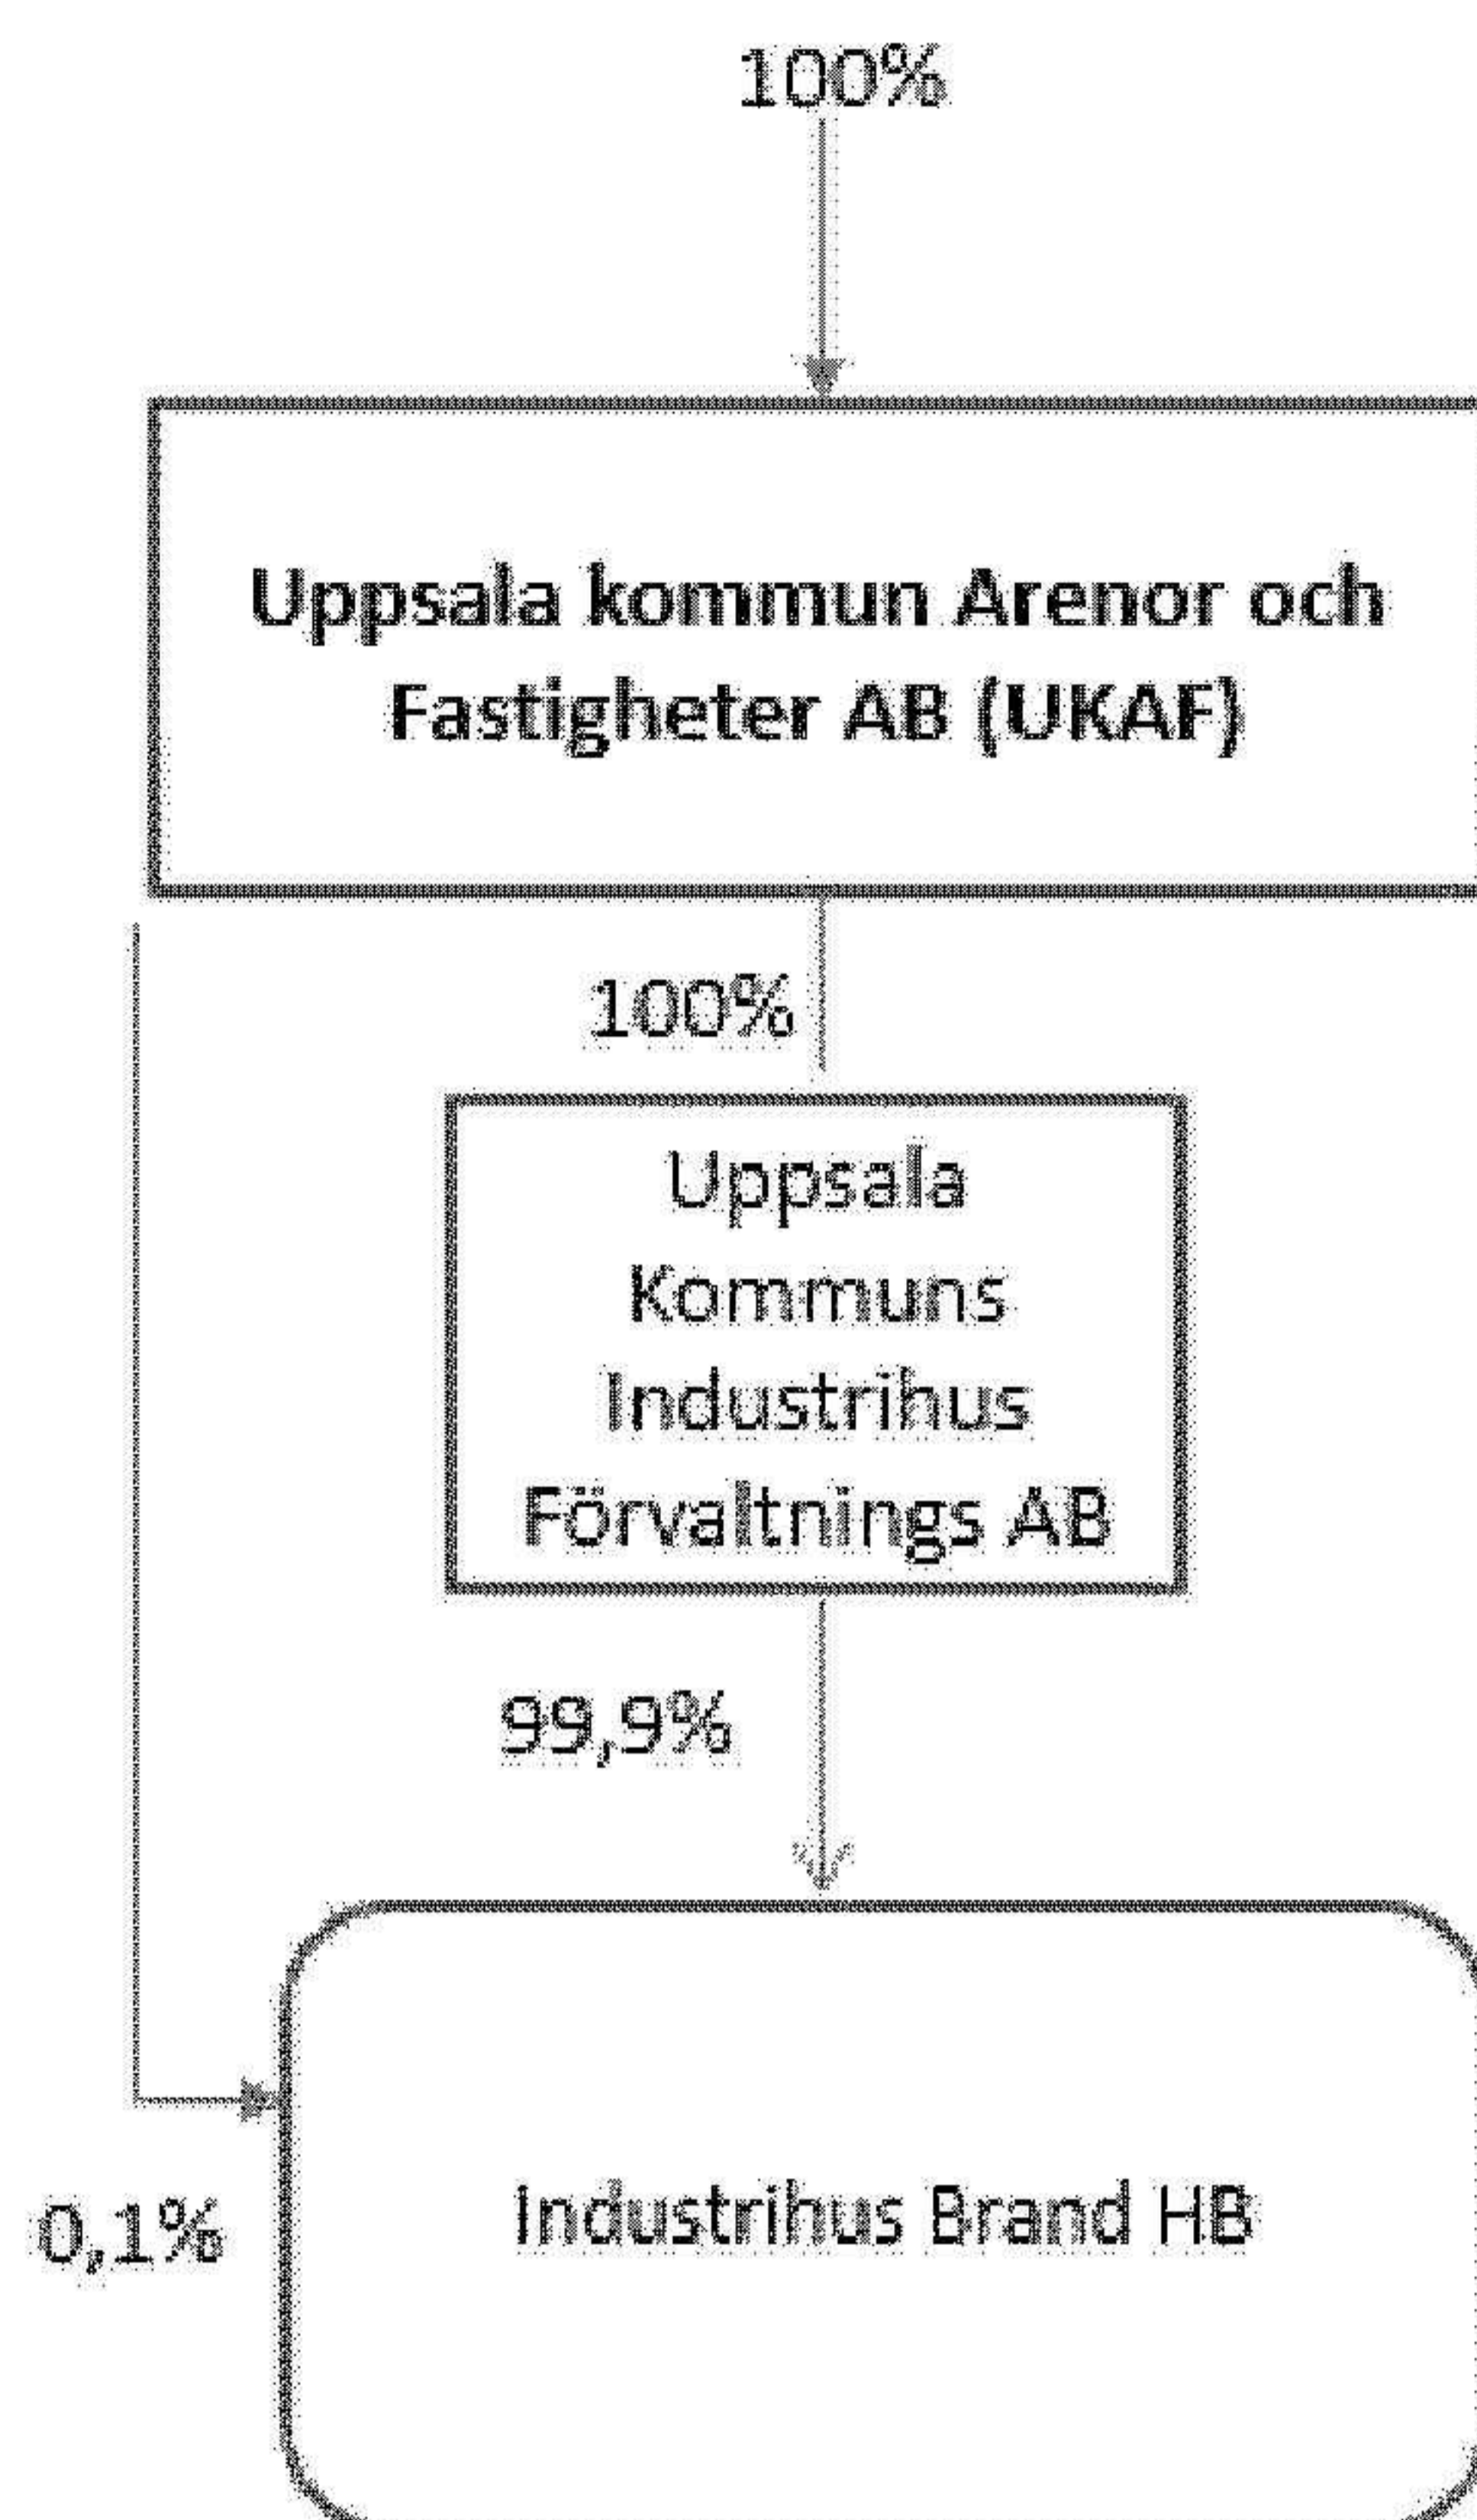 100%
Uppsala kommun Arenor och
Fastigheter AB (UKAF)
100%
Uppsala
Kommuns
Industrihus
Förvaltnings AB
99,9%
0,1%
Industrihus Brand HB